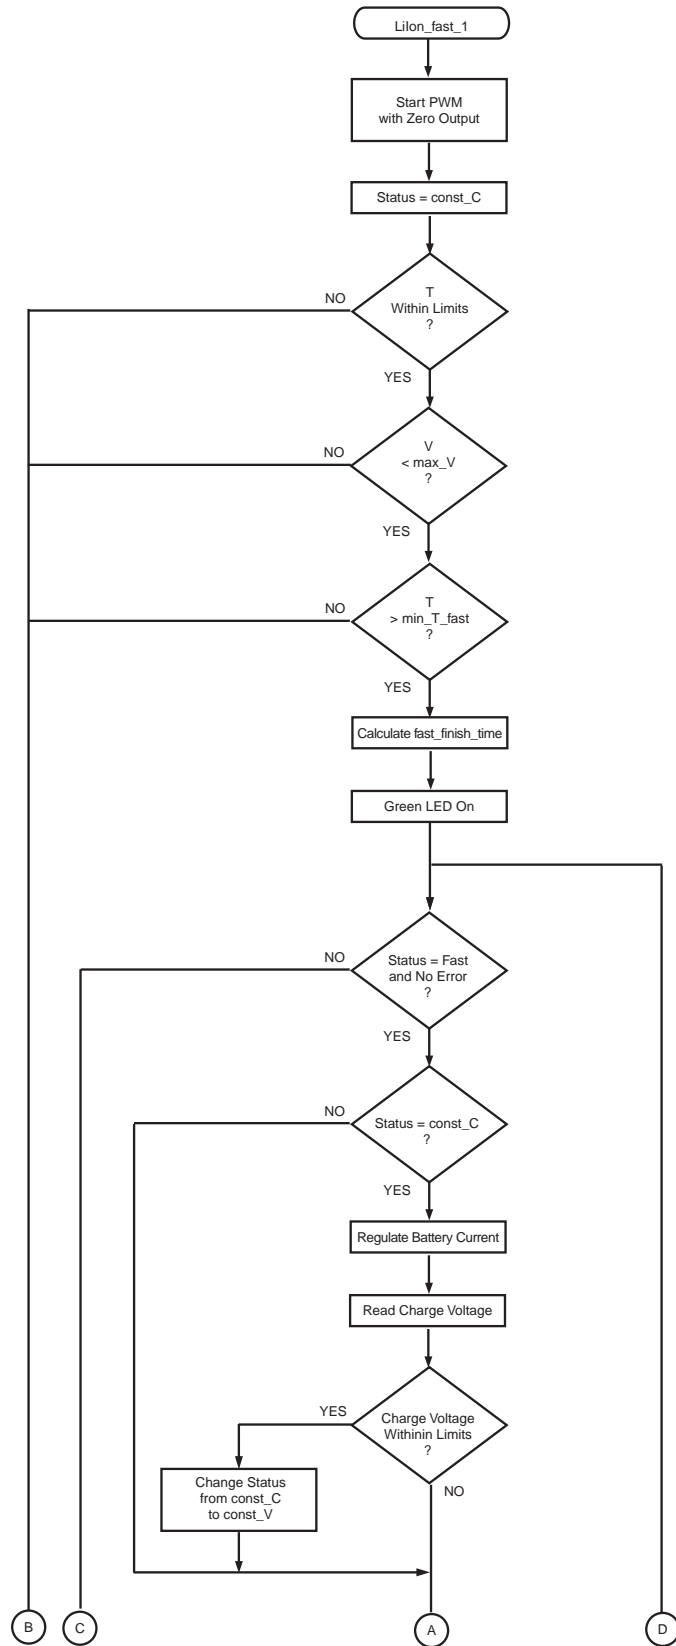 LiIon_fast_1
Start PWM
with Zero Output
Status = const_C
T
Within Limits
?
NO
YES
V
< max_V
?
NO
YES
T
> min_T_fast
?
NO
YES
Calculate fast_finish_time
Green LED On
Status = Fast
and No Error
?
NO
YES
Status = const_C
?
NO
YES
Regulate Battery Current
Read Charge Voltage
Charge Voltage
Withinin Limits
?
YES
NO
Change Status
from const_C
to const_V
B
C
A
D